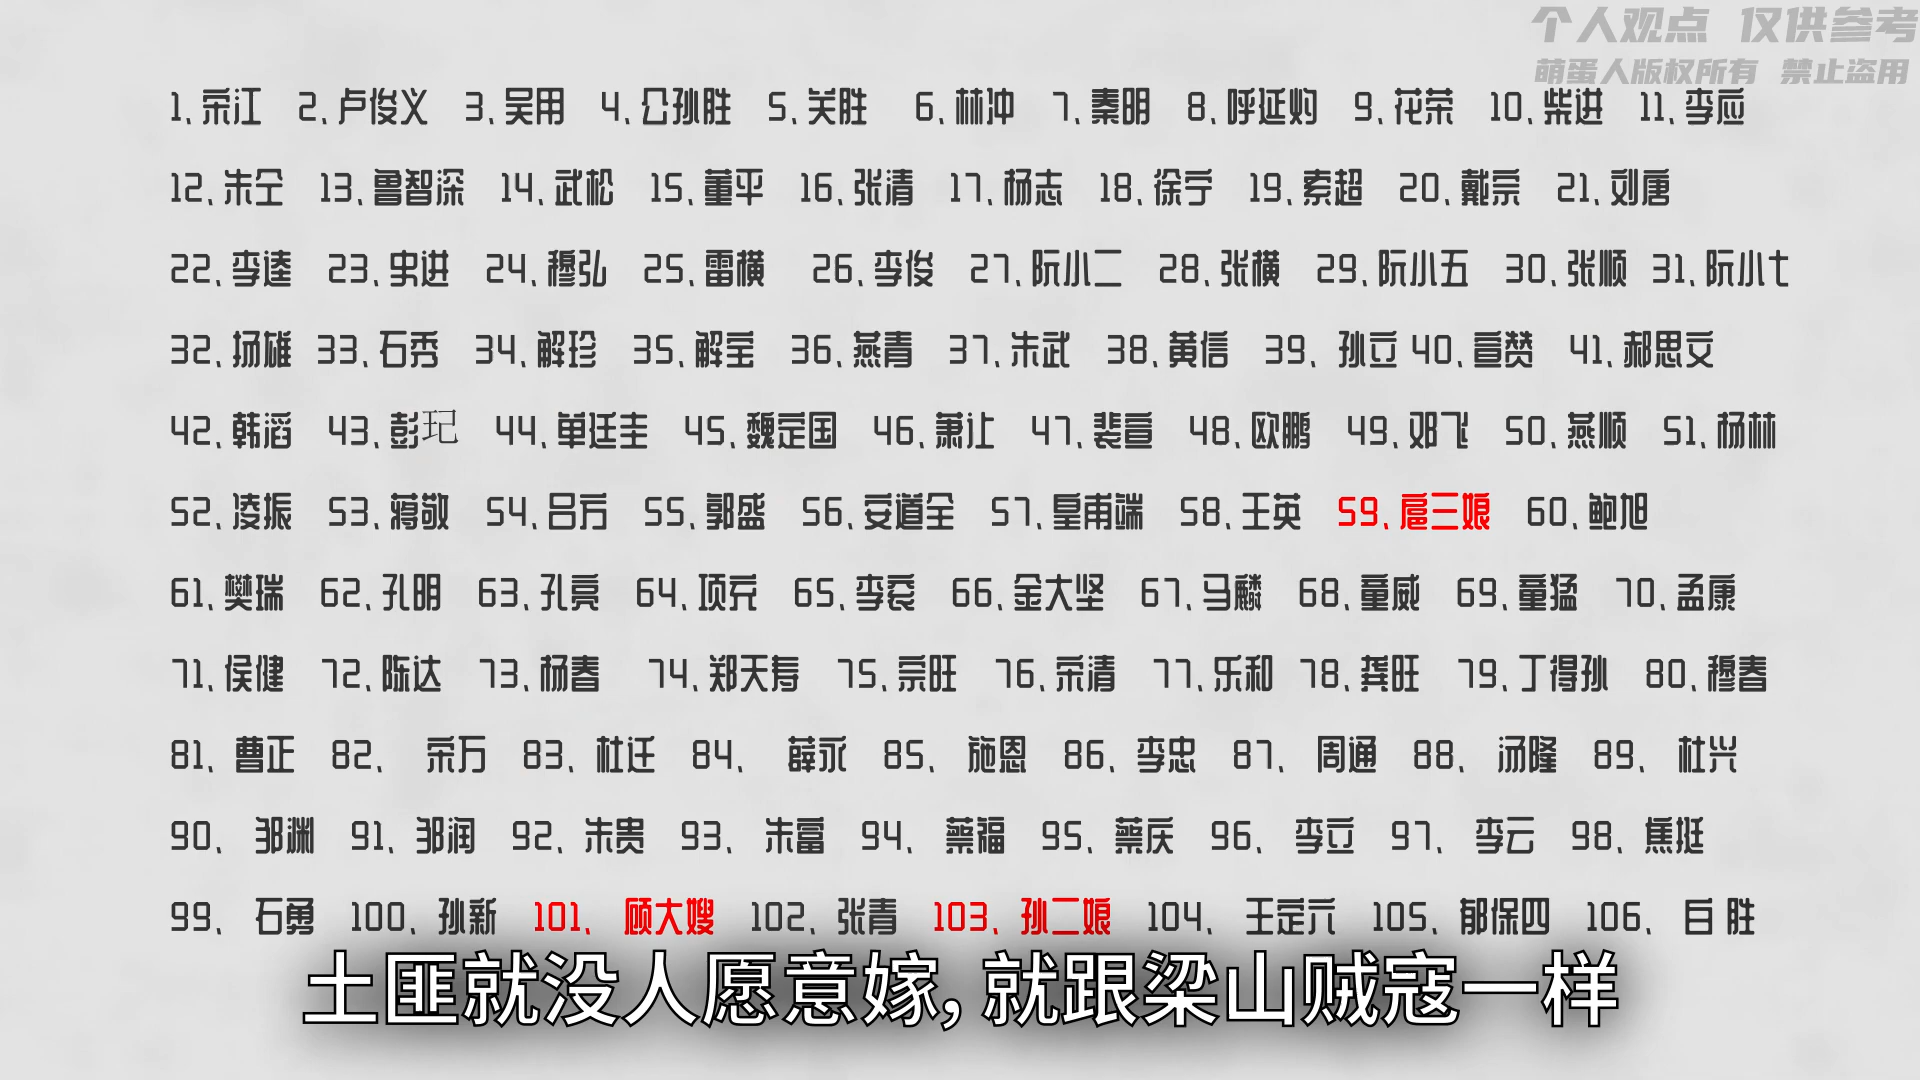 个人观点 仅供参考
萌蛋人版权所有 禁止盗用
1、宋江 2、卢俊义 3、吴用 4、公孙胜 5、关胜 6、林冲 7、秦明 8、呼延灼 9、花荣 10、柴进 11、李应
12、朱仝 13、鲁智深 14、武松 15、董平 16、张清 17、杨志 18、徐宁 19、索超 20、戴宗 21、刘唐
22、李逵 23、史进 24、穆弘 25、雷横 26、李俊 27、阮小二 28、张横 29、阮小五 30、张顺 31、阮小七
32、扬雄 33、石秀 34、解珍 35、解宝 36、燕青 37、朱武 38、黄信 39、孙立 40、宣赞 41、郝思文
42、韩滔 43、彭玘 44、单廷圭 45、魏定国 46、萧让 47、裴宣 48、欧鹏 49、邓飞 50、燕顺 51、杨林
52、凌振 53、蒋敬 54、吕方 55、郭盛 56、安道全 57、皇甫端 58、王英 59、扈三娘 60、鲍旭
61、樊瑞 62、孔明 63、孔亮 64、项充 65、李衮 66、金大坚 67、马麟 68、童威 69、童猛 70、孟康
71、侯健 72、陈达 73、杨春 74、郑天寿 75、宗旺 76、宋清 77、乐和 78、龚旺 79、丁得孙 80、穆春
81、曹正 82、宋万 83、杜迁 84、薛永 85、施恩 86、李忠 87、周通 88、汤隆 89、杜兴
90、邹渊 91、邹润 92、朱贵 93、朱富 94、蔡福 95、蔡庆 96、李立 97、李云 98、焦挺
99、石勇 100、孙新 101、顾大嫂 102、张青 103、孙二娘 104、王定六 105、郁保四 106、白胜
土匪就没人愿意嫁，就跟梁山贼寇一样